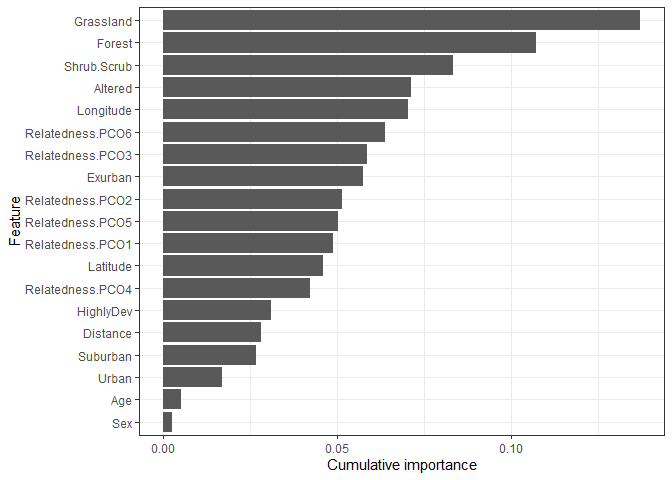 Grassland
Forest
Shrub.Scrub
Altered
Longitude
Relatedness.PCO6
Relatedness.PCO3
Exurban
Relatedness.PCO2
Relatedness.PCO5
Relatedness.PCO1
Latitude
Relatedness.PCO4
HighlyDev
Distance
Suburban
Urban
Age
Sex
Feature
0.00 0.05 0.10
Cumulative importance